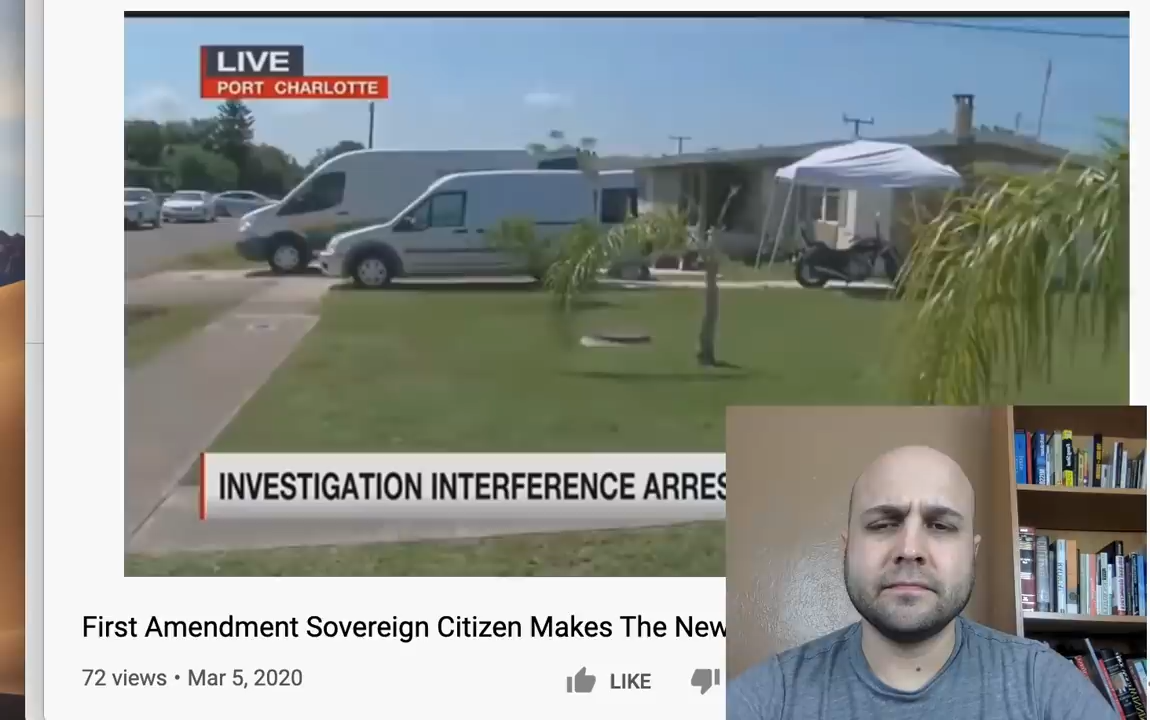 LIVE
PORT CHARLOTTE
INVESTIGATION INTERFERENCE ARRES
First Amendment Sovereign Citizen Makes The New
72 views • Mar 5, 2020
LIKE